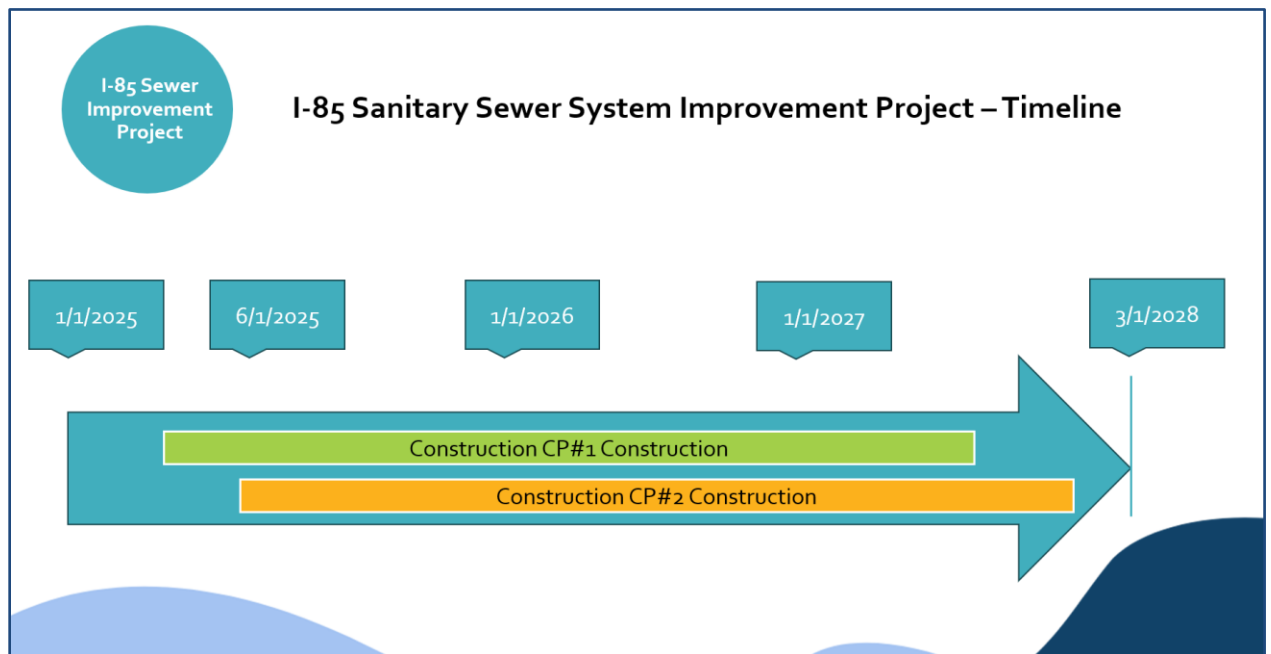 I-85 Sewer
Improvement
Project
I-85 Sanitary Sewer System Improvement Project – Timeline
1/1/2025
6/1/2025
1/1/2026
1/1/2027
3/1/2028
Construction CP#1 Construction
Construction CP#2 Construction